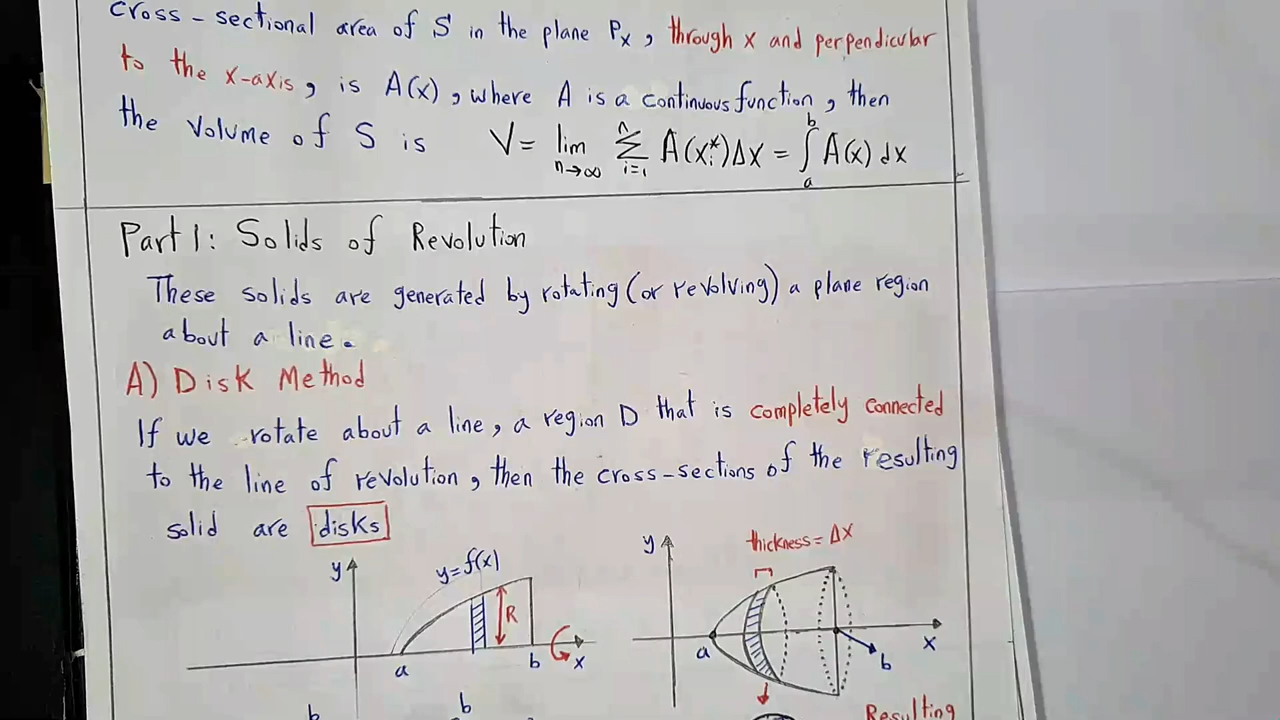 cross-sectional area of S in the plane Px, through x and perpendicular
to the x-axis, is A(x), where A is a continuous function, then
the volume of S is V = lim n→∞ n Σ i=1 A(xi*)Δx = ∫ a b A(x) dx
Part 1: Solids of Revolution
These solids are generated by rotating (or revolving) a plane region
about a line.
A) Disk Method
If we rotate about a line, a region D that is completely connected
to the line of revolution, then the cross-sections of the resulting
solid are disks
y y=f(x) R a b x
y thickness = Δx a b x
b b Resulting